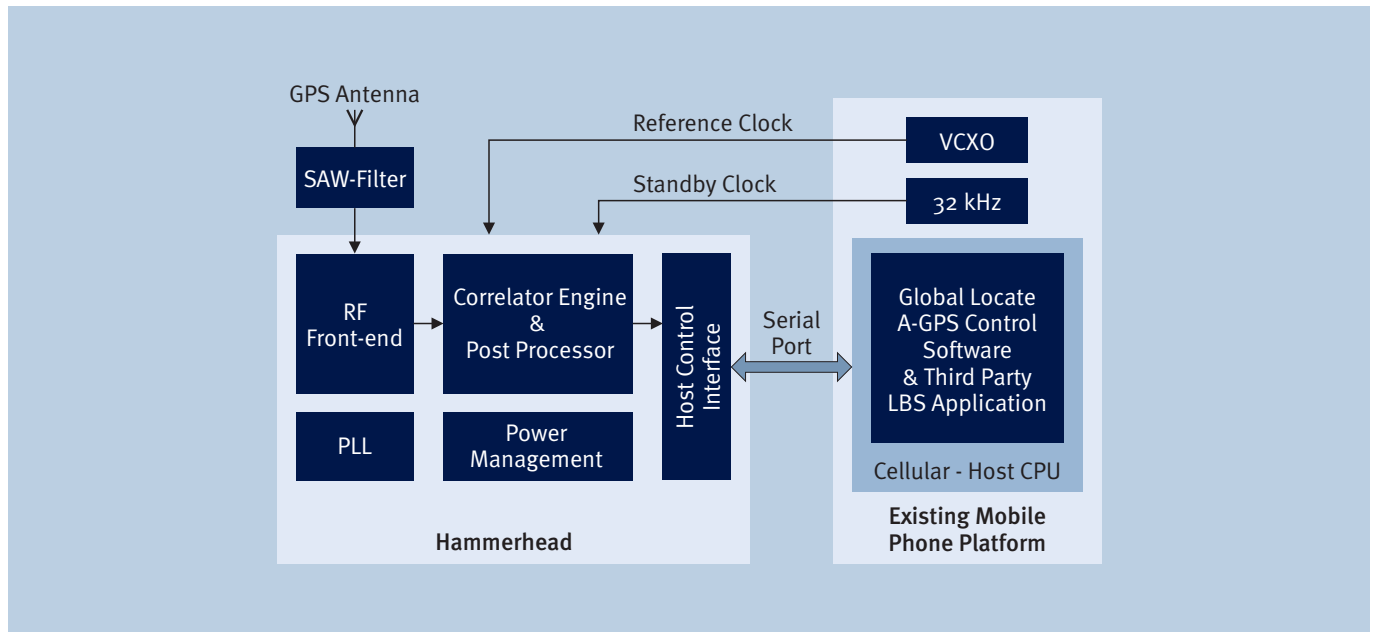 GPS Antenna
SAW-Filter
Reference Clock
Standby Clock
VCXO
32 kHz
RF
Front-end
Correlator Engine
&
Post Processor
Host Control
Interface
PLL
Power
Management
Hammerhead
Serial
Port
Global Locate
A-GPS Control
Software
& Third Party
LBS Application
Cellular - Host CPU
Existing Mobile
Phone Platform